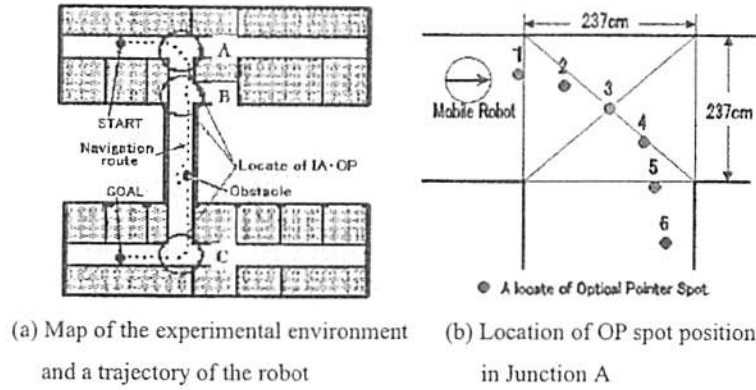 A
B
START
Navigation
route
Locate of IA·OP
GOAL
Obstacle
C
(a) Map of the experimental environment
and a trajectory of the robot
237cm
1
2
3
4
5
6
Mobile Robot
237cm
A locate of Optical Pointer Spot.
(b) Location of OP spot position
in Junction A